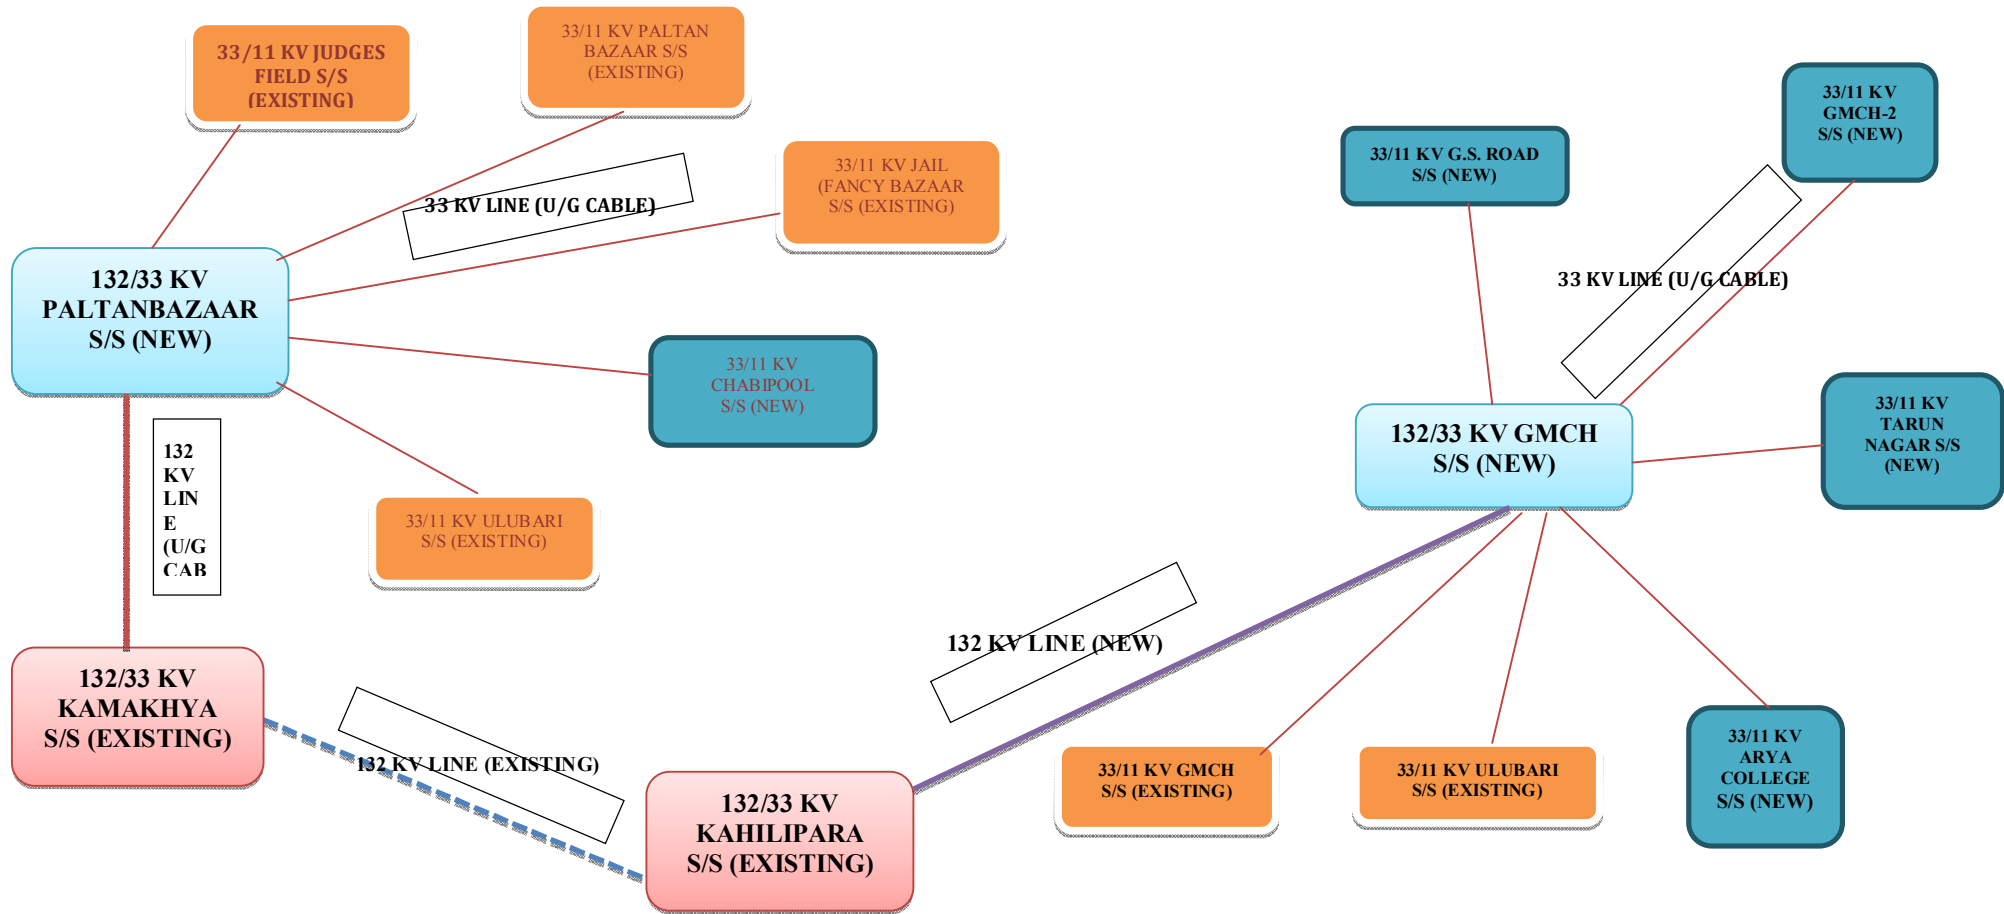 33/11 KV JUDGES
FIELD S/S
(EXISTING)
33/11 KV PALTAN
BAZAAR S/S
(EXISTING)
33/11 KV JAIL
(FANCY BAZAAR
S/S (EXISTING)
33 KV LINE (U/G CABLE)
132/33 KV
PALTANBAZAAR
S/S (NEW)
33/11 KV
CHABIPOOL
S/S (NEW)
33/11 KV ULUBARI
S/S (EXISTING)
132
KV
LIN
E
(U/G
CAB
132/33 KV
KAMAKHYA
S/S (EXISTING)
132 KV LINE (EXISTING)
132/33 KV
KAHILIPARA
S/S (EXISTING)
132 KV LINE (NEW)
33/11 KV G.S. ROAD
S/S (NEW)
33/11 KV
GMCH-2
S/S (NEW)
33 KV LINE (U/G CABLE)
132/33 KV GMCH
S/S (NEW)
33/11 KV
TARUN
NAGAR S/S
(NEW)
33/11 KV GMCH
S/S (EXISTING)
33/11 KV ULUBARI
S/S (EXISTING)
33/11 KV
ARYA
COLLEGE
S/S (NEW)